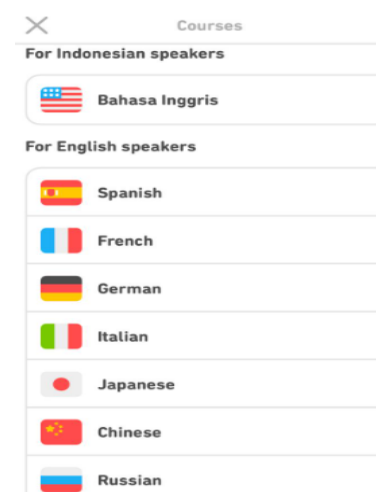 Courses
For Indonesian speakers
Bahasa Inggris
For English speakers
Spanish
French
German
Italian
Japanese
Chinese
Russian